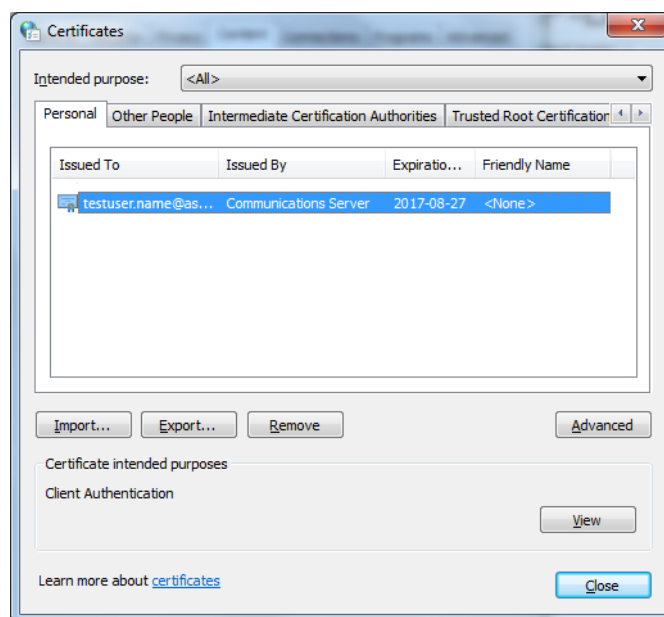 Certificates
Intended purpose: <All>
Personal Other People Intermediate Certification Authorities Trusted Root Certification
Issued To Issued By Expiratio... Friendly Name
testuser.name@as... Communications Server 2017-08-27 <None>
Import... Export... Remove Advanced
Certificate intended purposes
Client Authentication
View
Learn more about certificates
Close